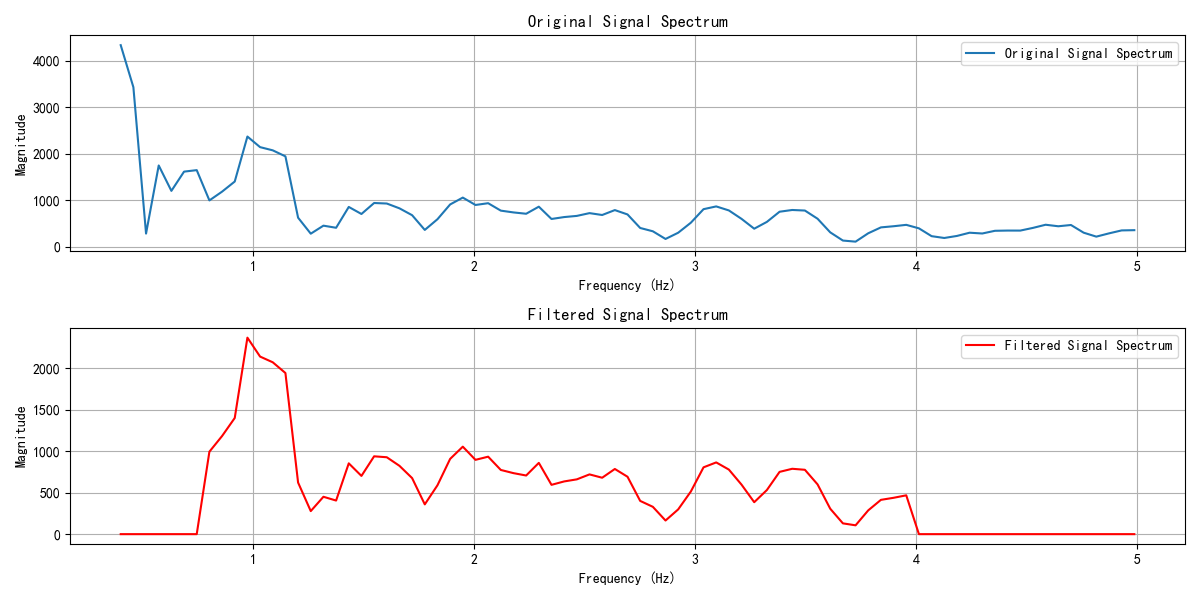 Original Signal Spectrum
Original Signal Spectrum
Magnitude
4000
3000
2000
1000
0
1 2 3 4 5
Frequency (Hz)
Filtered Signal Spectrum
Filtered Signal Spectrum
Magnitude
2000
1500
1000
500
0
1 2 3 4 5
Frequency (Hz)